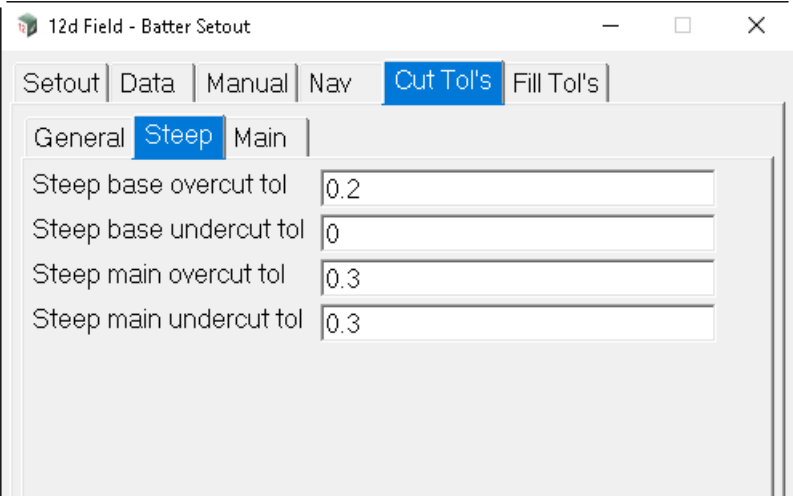 12d Field - Batter Setout
Setout Data Manual Nav Cut Tol's Fill Tol's
General Steep Main
Steep base overcut tol 0.2
Steep base undercut tol 0
Steep main overcut tol 0.3
Steep main undercut tol 0.3